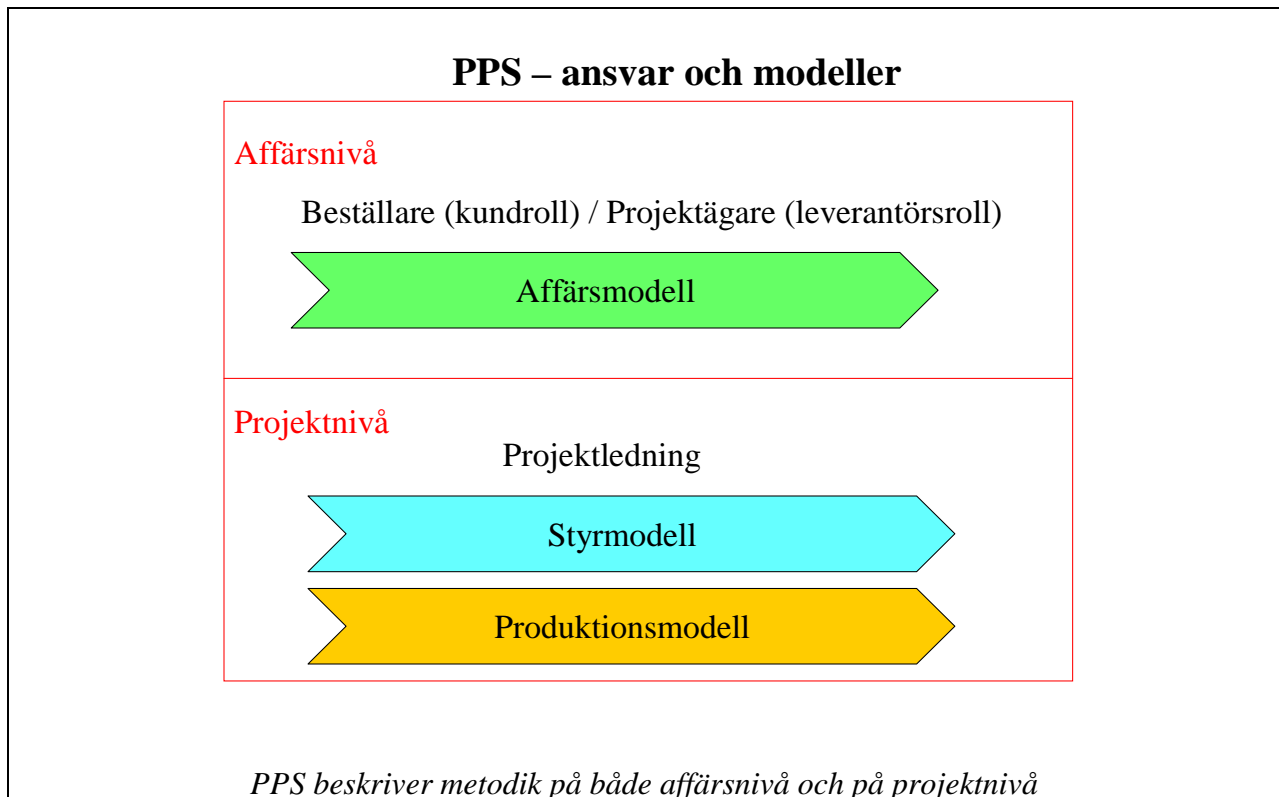 PPS – ansvar och modeller
Affärsnivå
Beställare (kundroll) / Projektägare (leverantörsroll)
Affärsmodell
Projektnivå
Projektledning
Styrmodell
Produktionsmodell
PPS beskriver metodik på både affärsnivå och på projektnivå